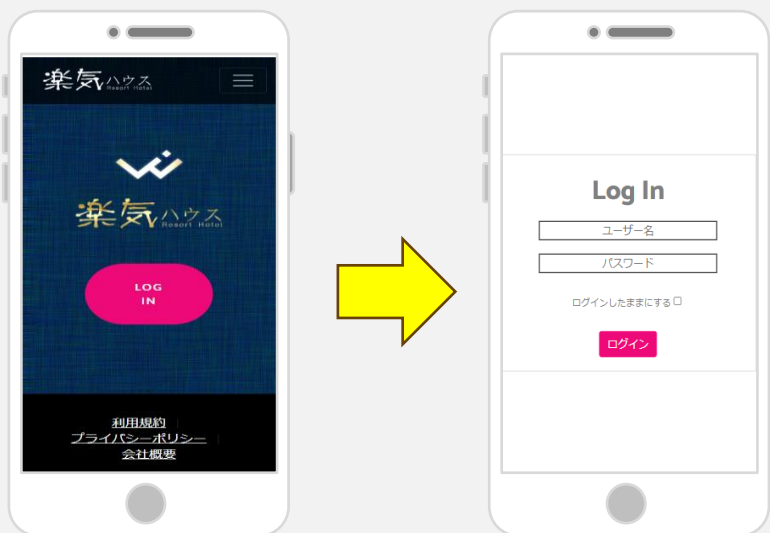 楽気ハウス
Resort Hotel
楽気ハウス
Resort Hotel
LOG
IN
利用規約
プライバシーポリシー
会社概要
Log In
ユーザー名
パスワード
ログインしたままにする
ログイン